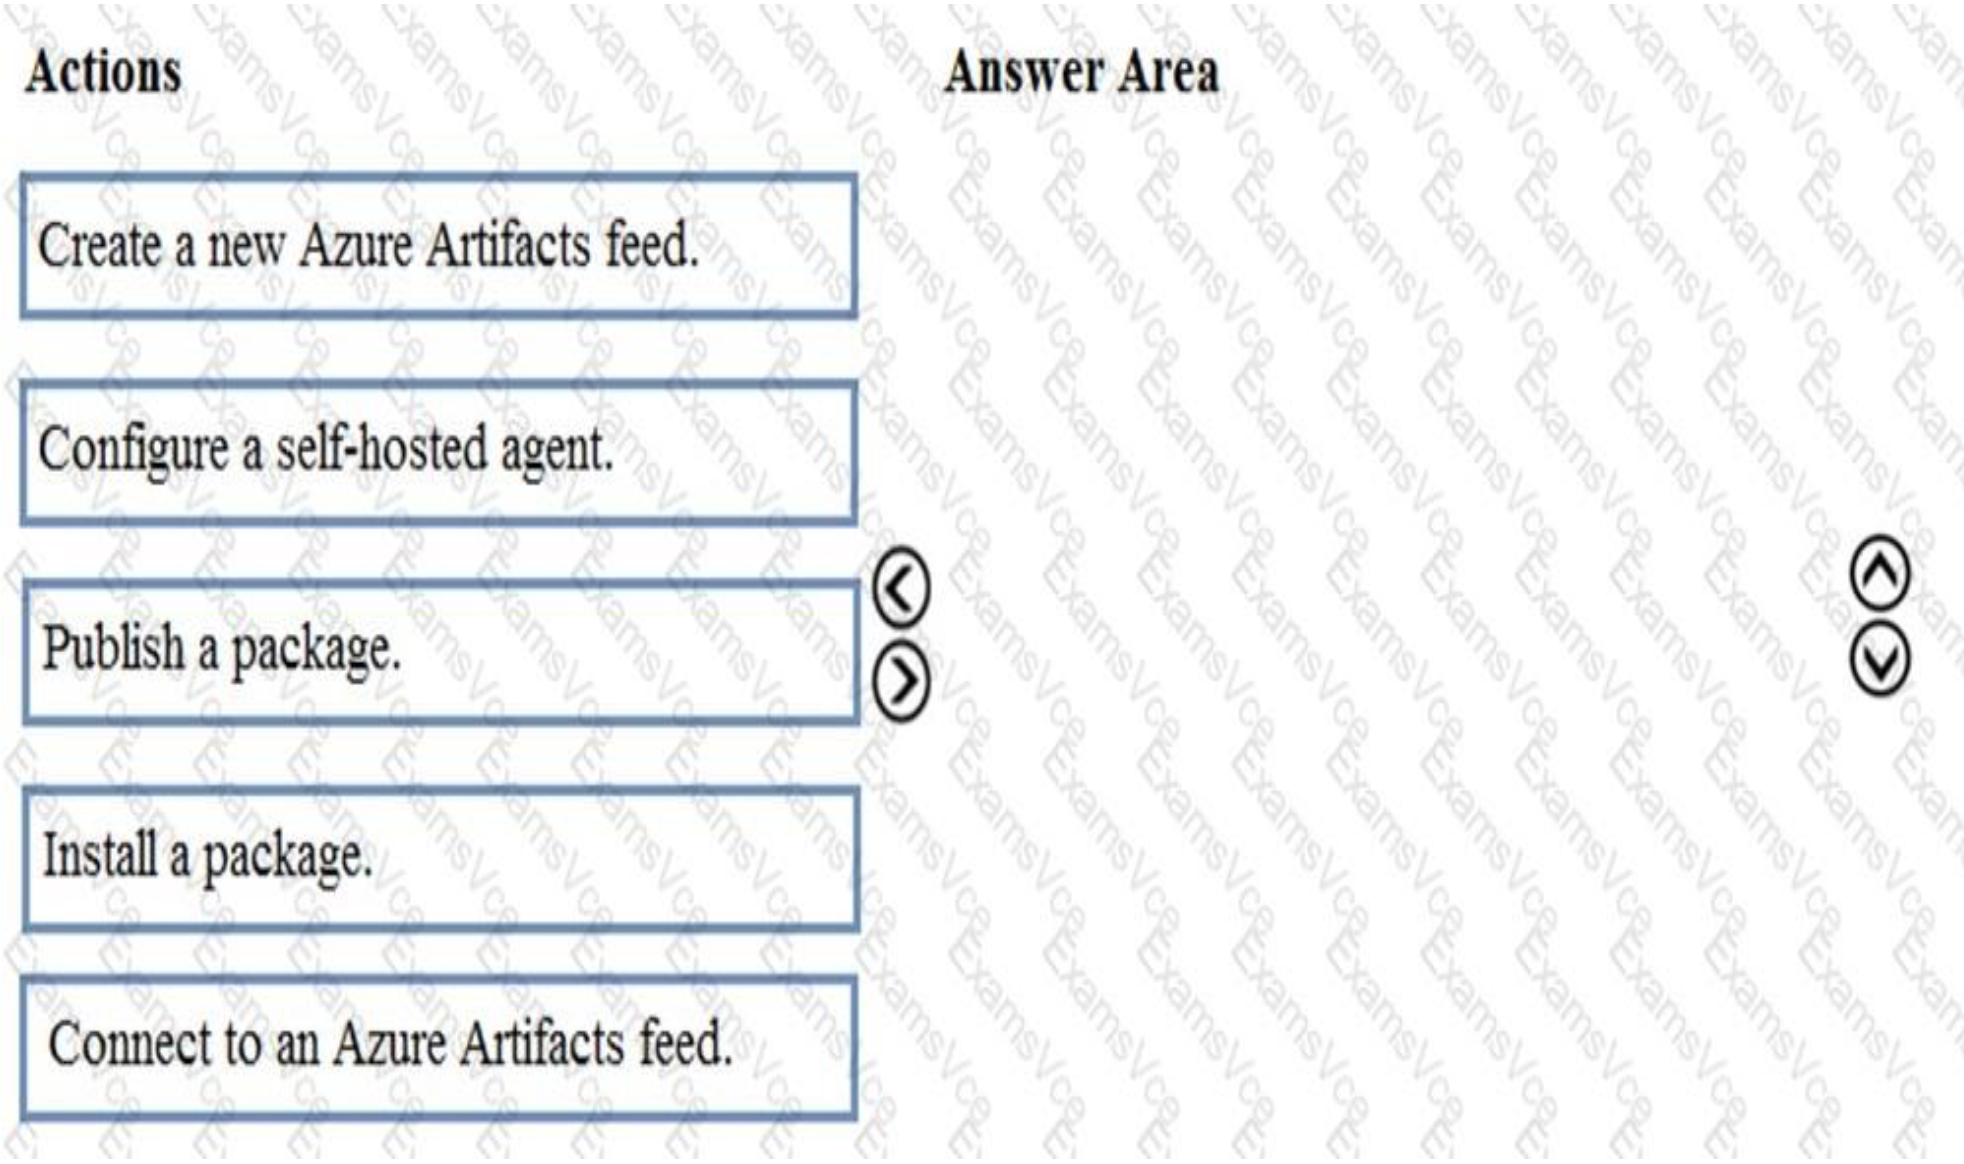 Actions
Answer Area
Create a new Azure Artifacts feed.
Configure a self-hosted agent.
Publish a package.
Install a package.
Connect to an Azure Artifacts feed.